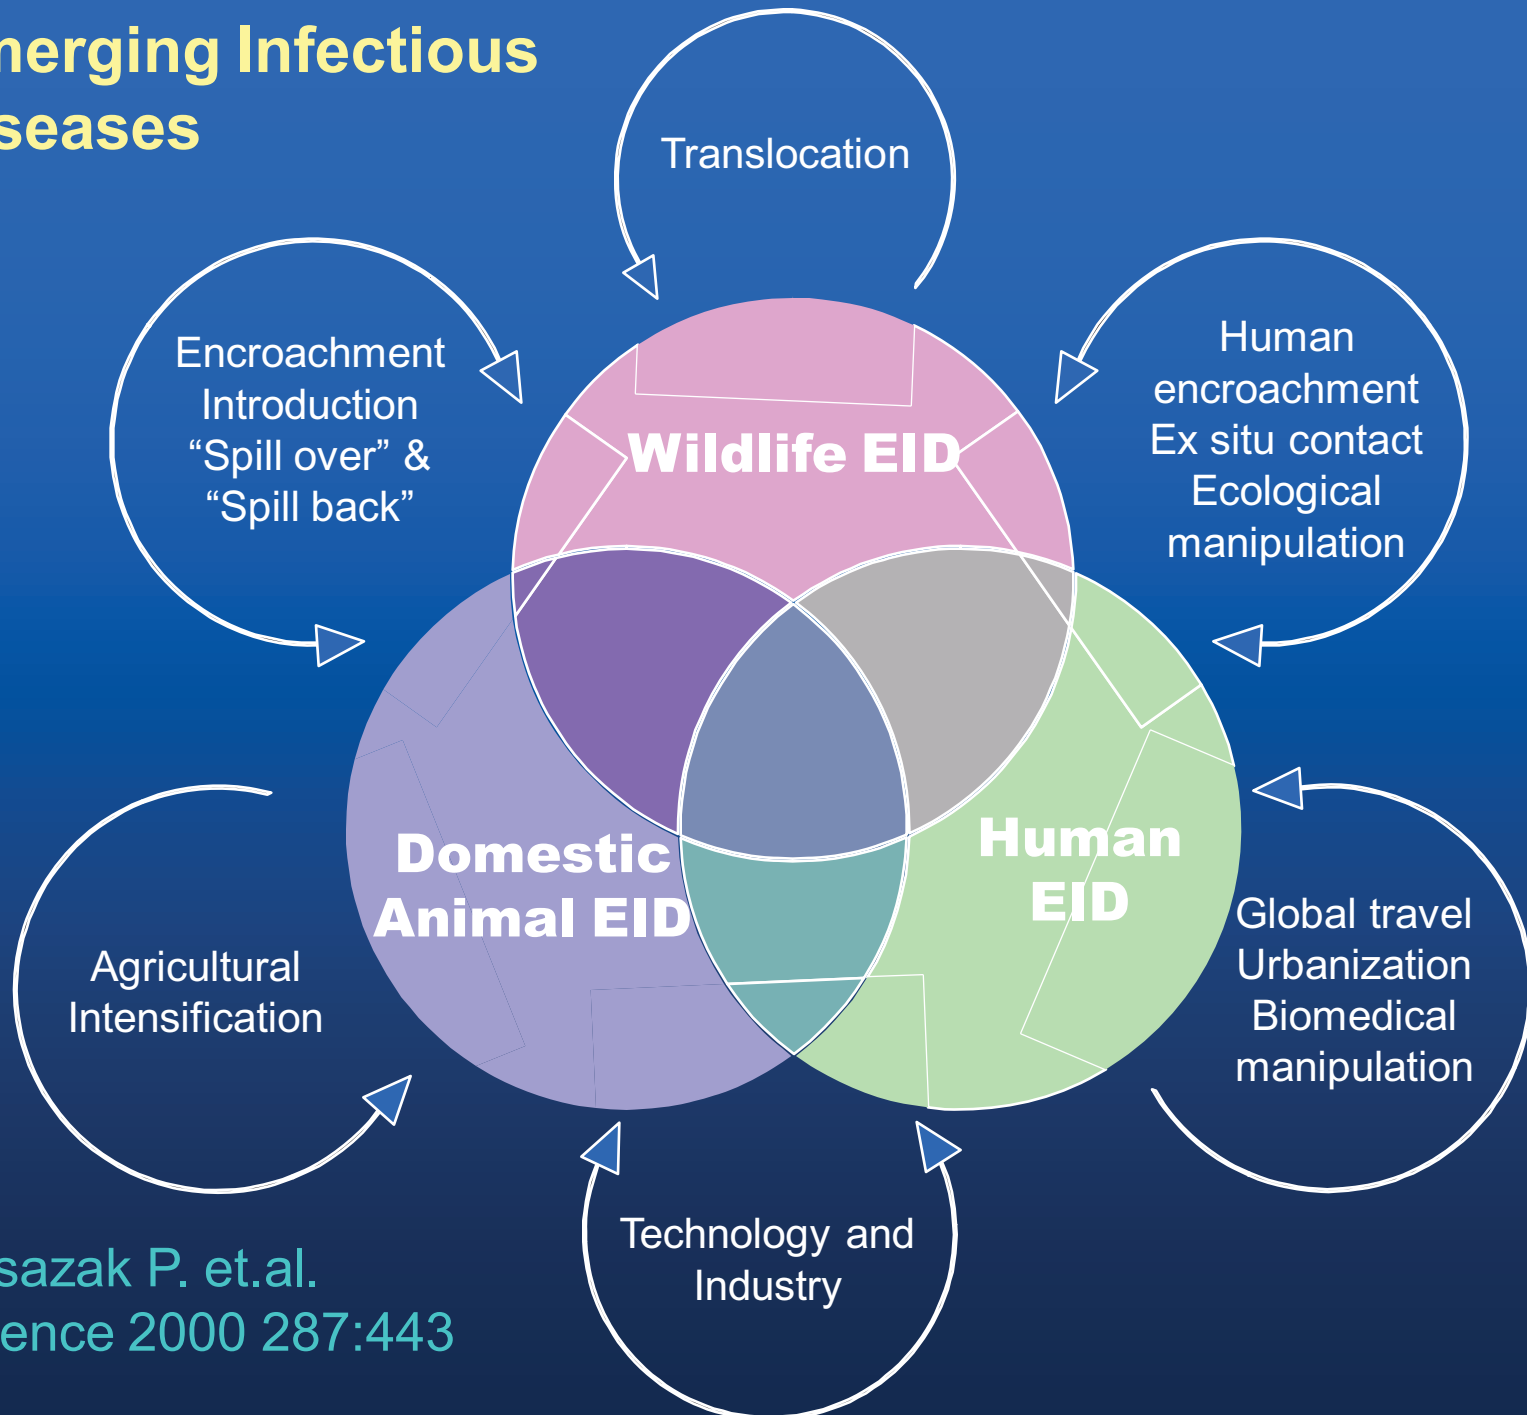 merging Infectious
seases
Translocation
Encroachment
Introduction
“Spill over” &
“Spill back”
Human
encroachment
Ex situ contact
Ecological
manipulation
Wildlife EID
Domestic
Animal EID
Human
EID
Agricultural
Intensification
Global travel
Urbanization
Biomedical
manipulation
Technology and
Industry
sazak P. et.al.
ence 2000 287:443